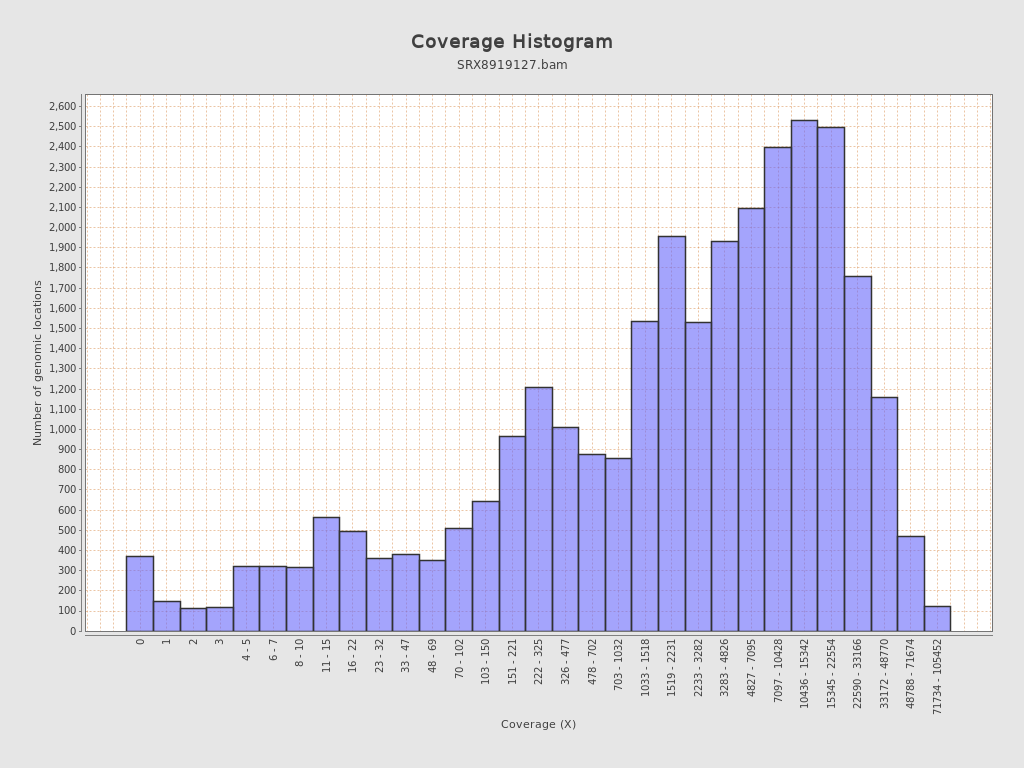 Coverage Histogram
SRX8919127.bam
Number of genomic locations
2,600
2,500
2,400
2,300
2,200
2,100
2,000
1,900
1,800
1,700
1,600
1,500
1,400
1,300
1,200
1,100
1,000
900
800
700
600
500
400
300
200
100
0
0
1
2
3
4 - 5
6 - 7
8 - 10
11 - 15
16 - 22
23 - 32
33 - 47
48 - 69
70 - 102
103 - 150
151 - 221
222 - 325
326 - 477
478 - 702
703 - 1032
1033 - 1518
1519 - 2231
2233 - 3282
3283 - 4826
4827 - 7095
7097 - 10428
10436 - 15342
15345 - 22554
22590 - 33166
33172 - 48770
48788 - 71674
71734 - 105452
Coverage (X)